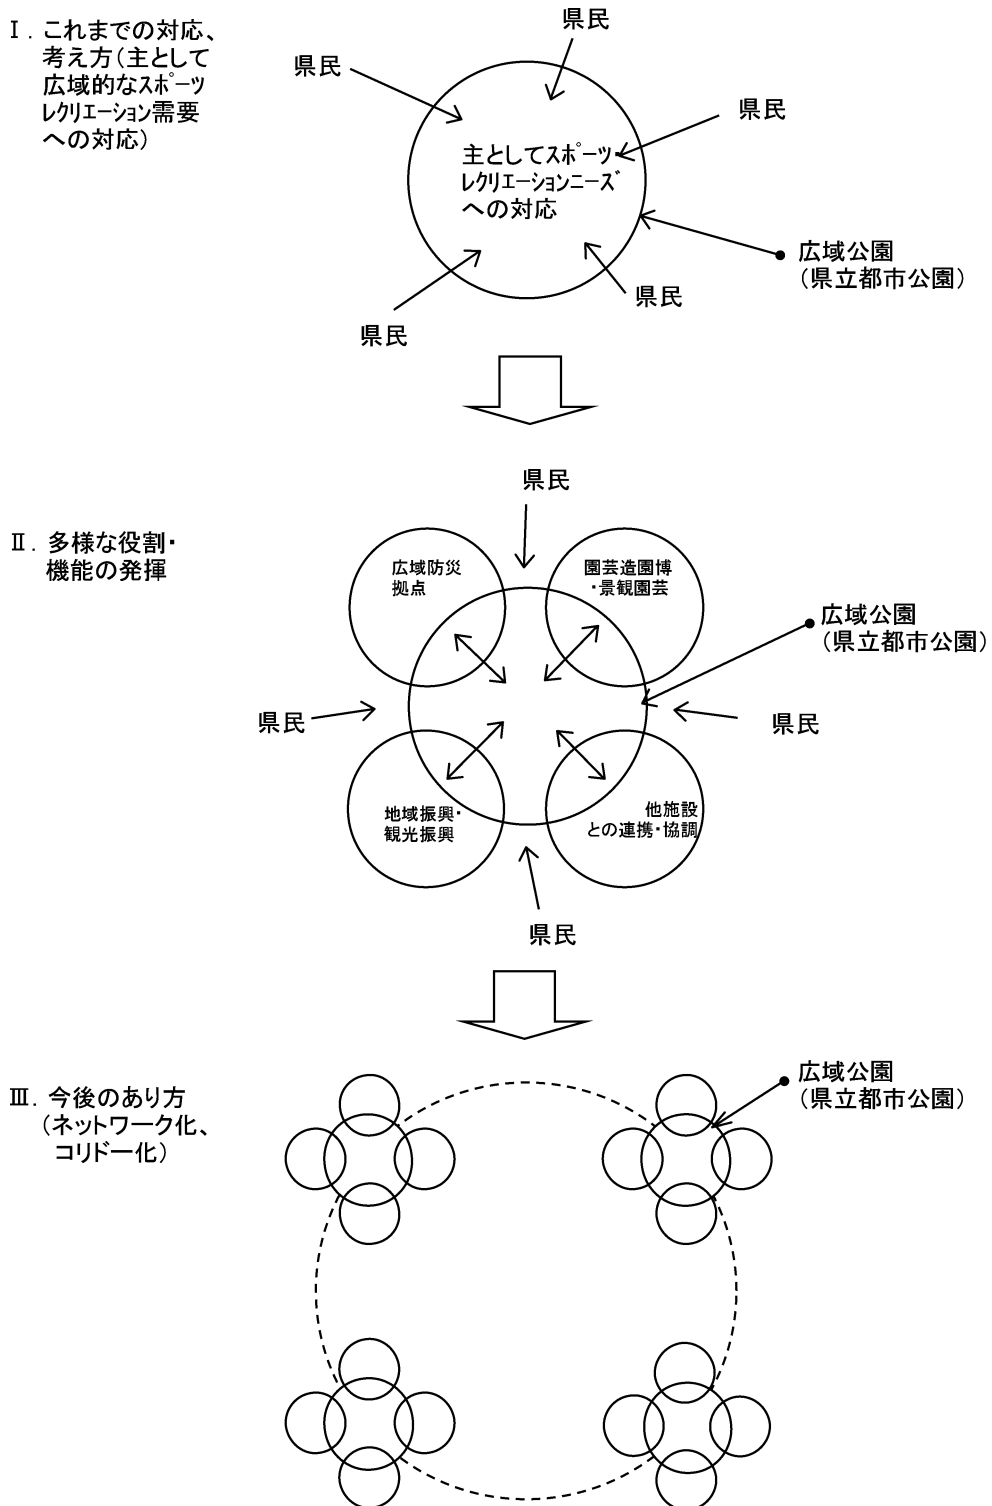 Ⅰ．これまでの対応、
考え方（主として
広域的なスポーツ
レクリエーション需要
への対応）
県民
県民
県民
主としてスポーツ・
レクリエーションニーズ
への対応
広域公園
（県立都市公園）
県民
県民
県民
Ⅱ．多様な役割・
機能の発揮
広域防災
拠点
園芸造園博
・景観園芸
広域公園
（県立都市公園）
県民
県民
地域振興・
観光振興
他施設
との連携・協調
県民
Ⅲ．今後のあり方
（ネットワーク化、
コリドー化）
広域公園
（県立都市公園）